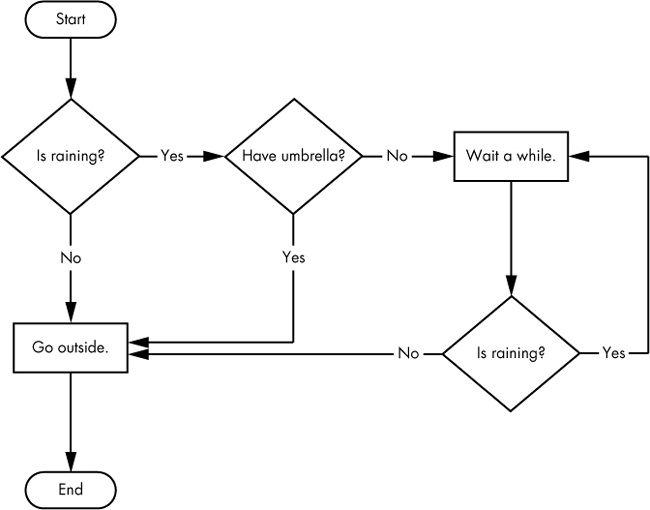 Start
Is raining?
Yes
Have umbrella?
No
Wait a while.
No
Yes
Go outside.
No
Is raining?
Yes
End